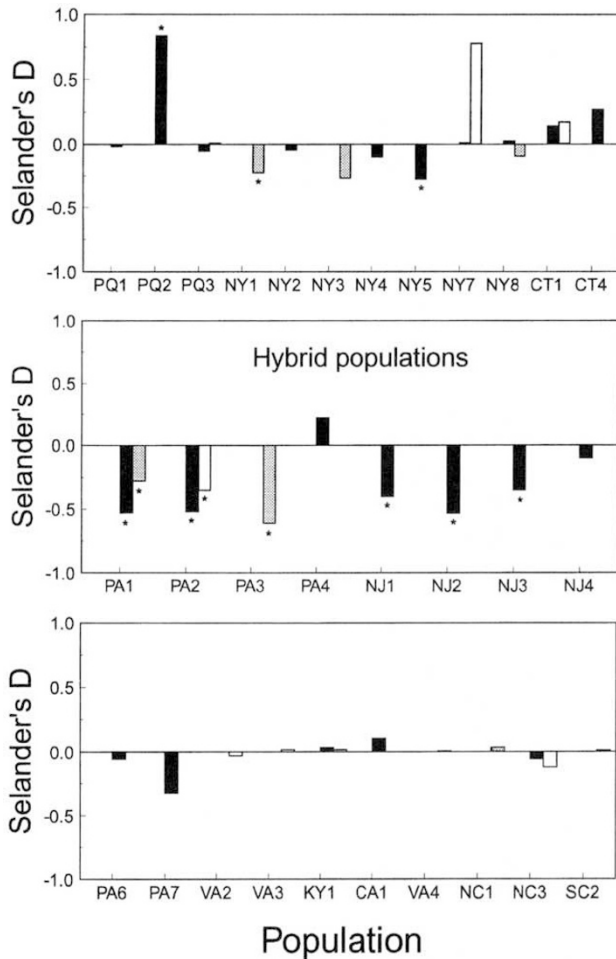 Selander's D
1.0
0.5
0.0
-0.5
-1.0
*
*
*
PQ1 PQ2 PQ3 NY1 NY2 NY3 NY4 NY5 NY7 NY8 CT1 CT4
Selander's D
1.0
0.5
0.0
-0.5
-1.0
Hybrid populations
* * * * * * * *
PA1 PA2 PA3 PA4 NJ1 NJ2 NJ3 NJ4
Selander's D
1.0
0.5
0.0
-0.5
-1.0
PA6 PA7 VA2 VA3 KY1 CA1 VA4 NC1 NC3 SC2
Population